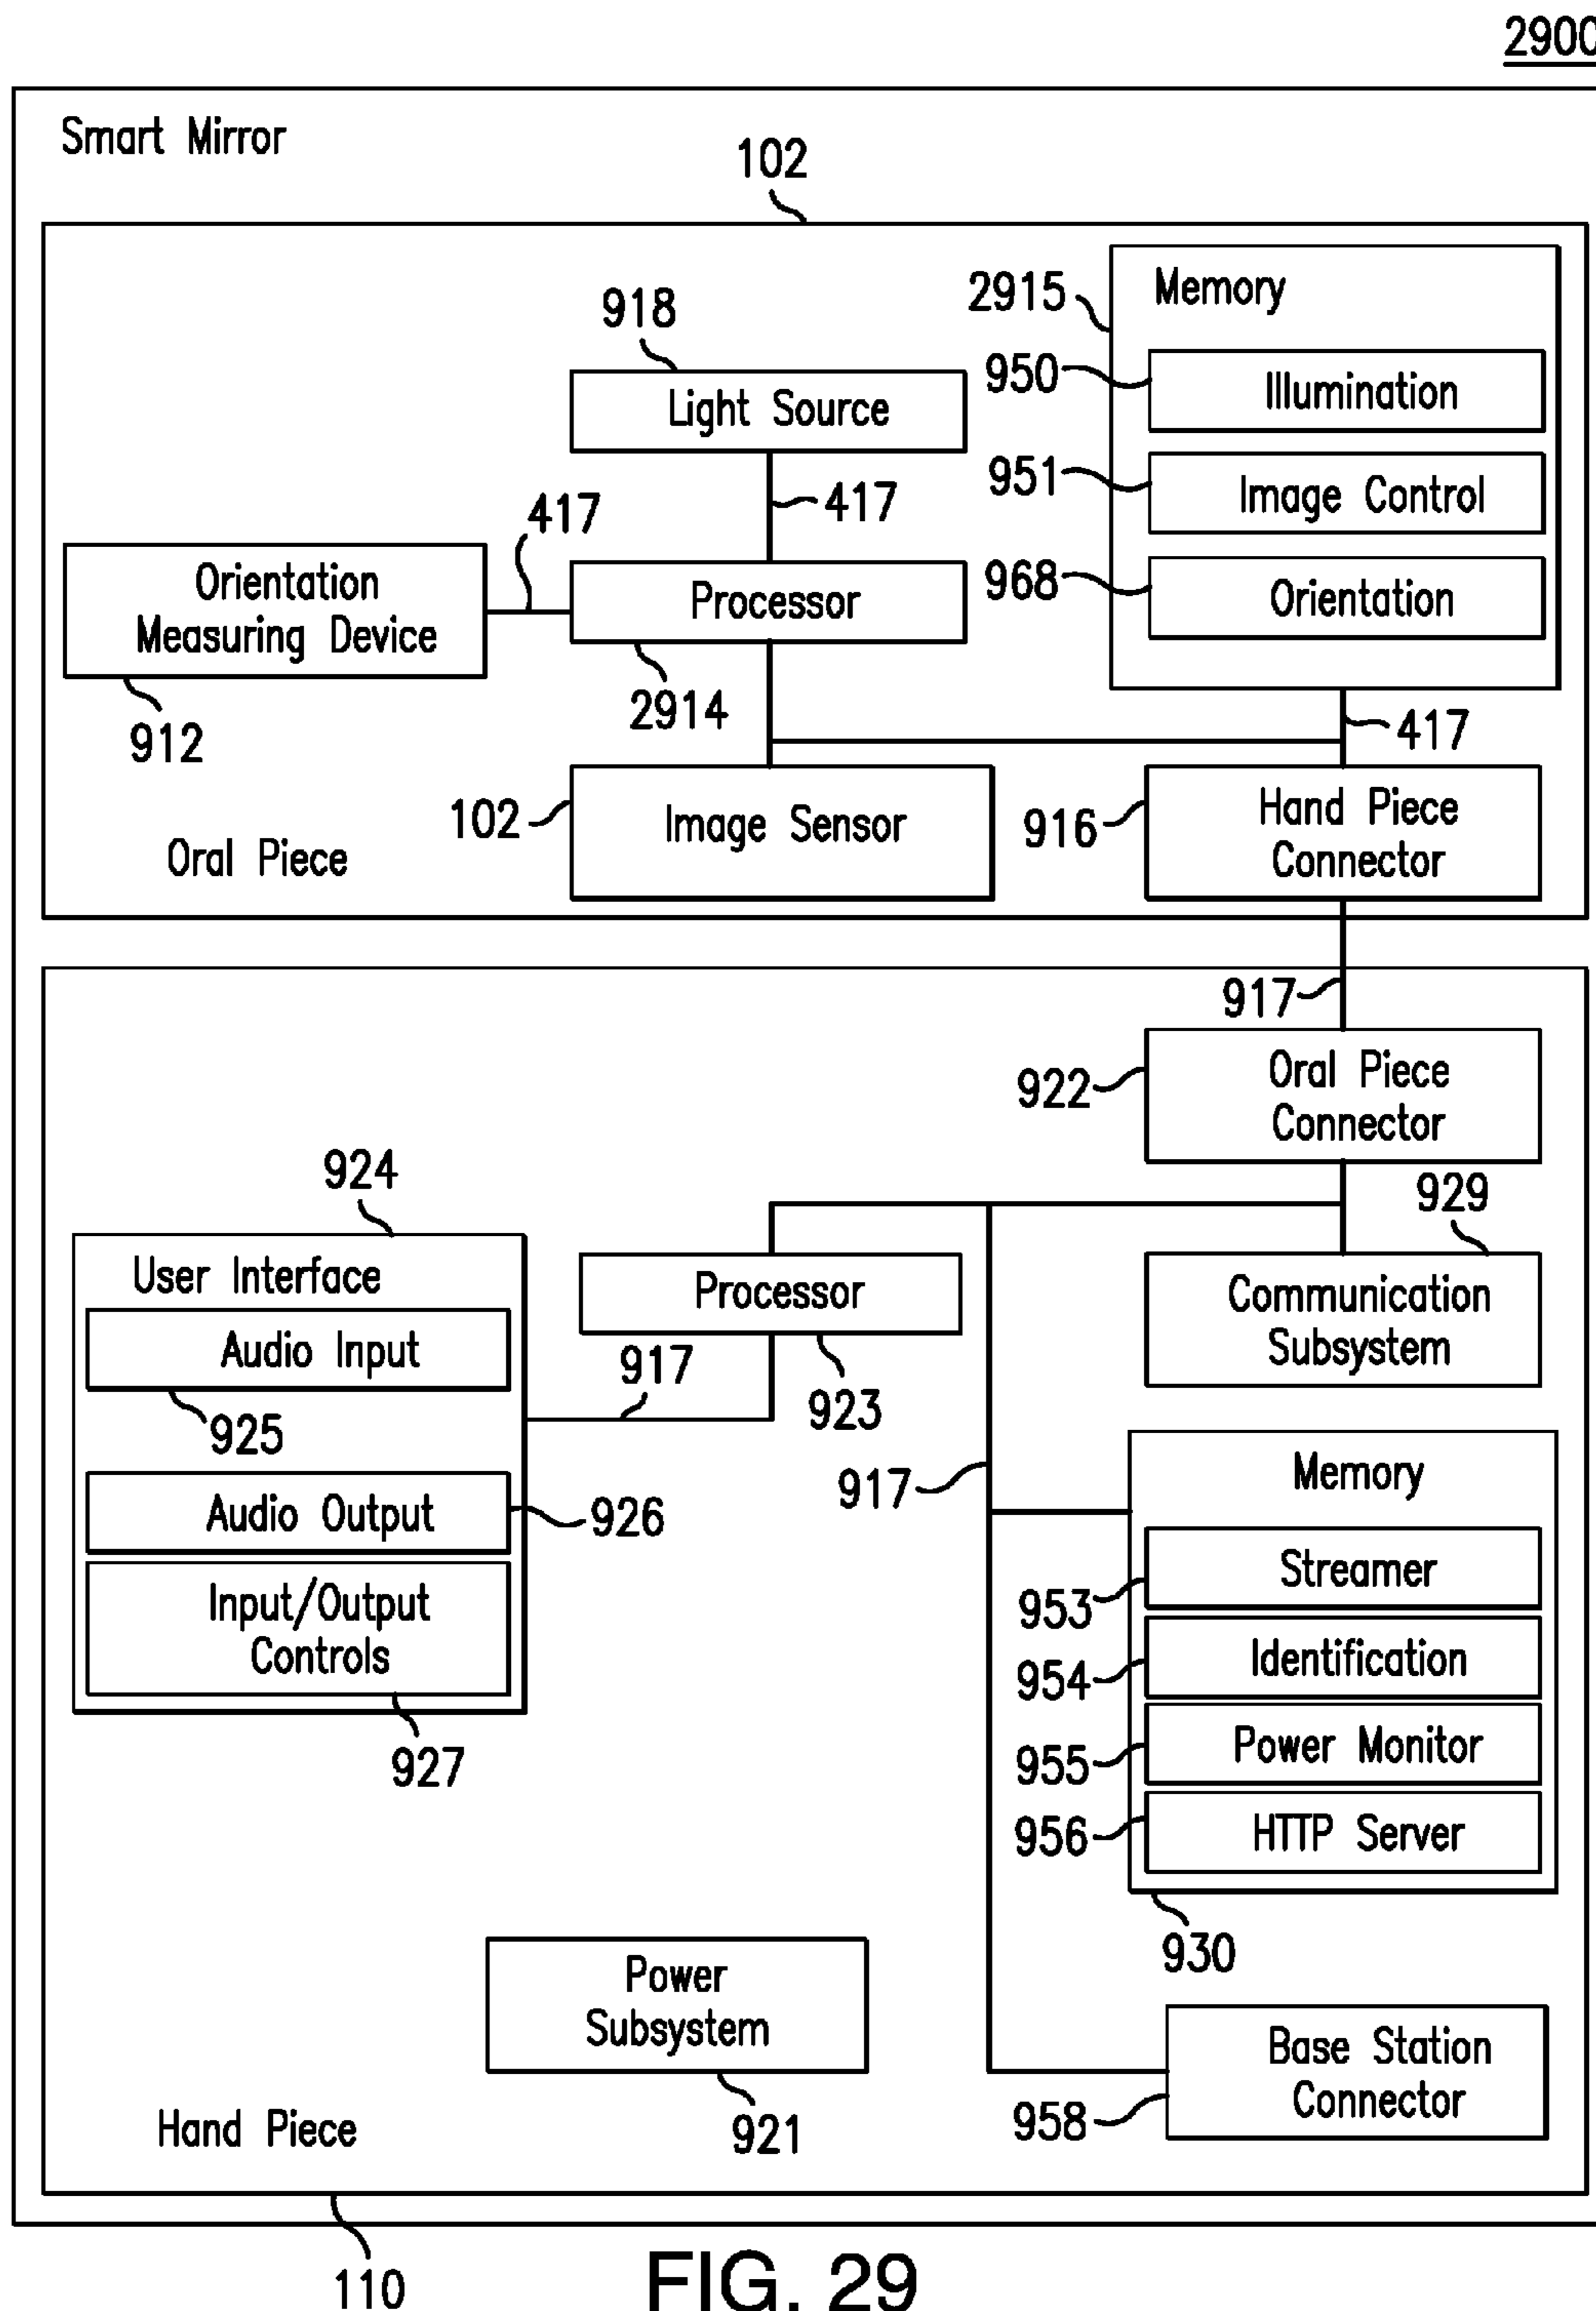 2900
Smart Mirror
102
2915
Memory
918
950
Illumination
Light Source
951
Image Control
417
417
968
Orientation
Orientation
Measuring Device
Processor
912
2914
417
102
Image Sensor
916
Hand Piece
Connector
Oral Piece
917
922
Oral Piece
Connector
924
929
User Interface
Processor
Communication
Subsystem
Audio Input
917
923
925
917
Memory
Audio Output
926
Streamer
953
Input/Output
Controls
Identification
954
927
Power Monitor
955
HTTP Server
956
930
Power
Subsystem
Base Station
Connector
921
958
Hand Piece
110
FIG. 29